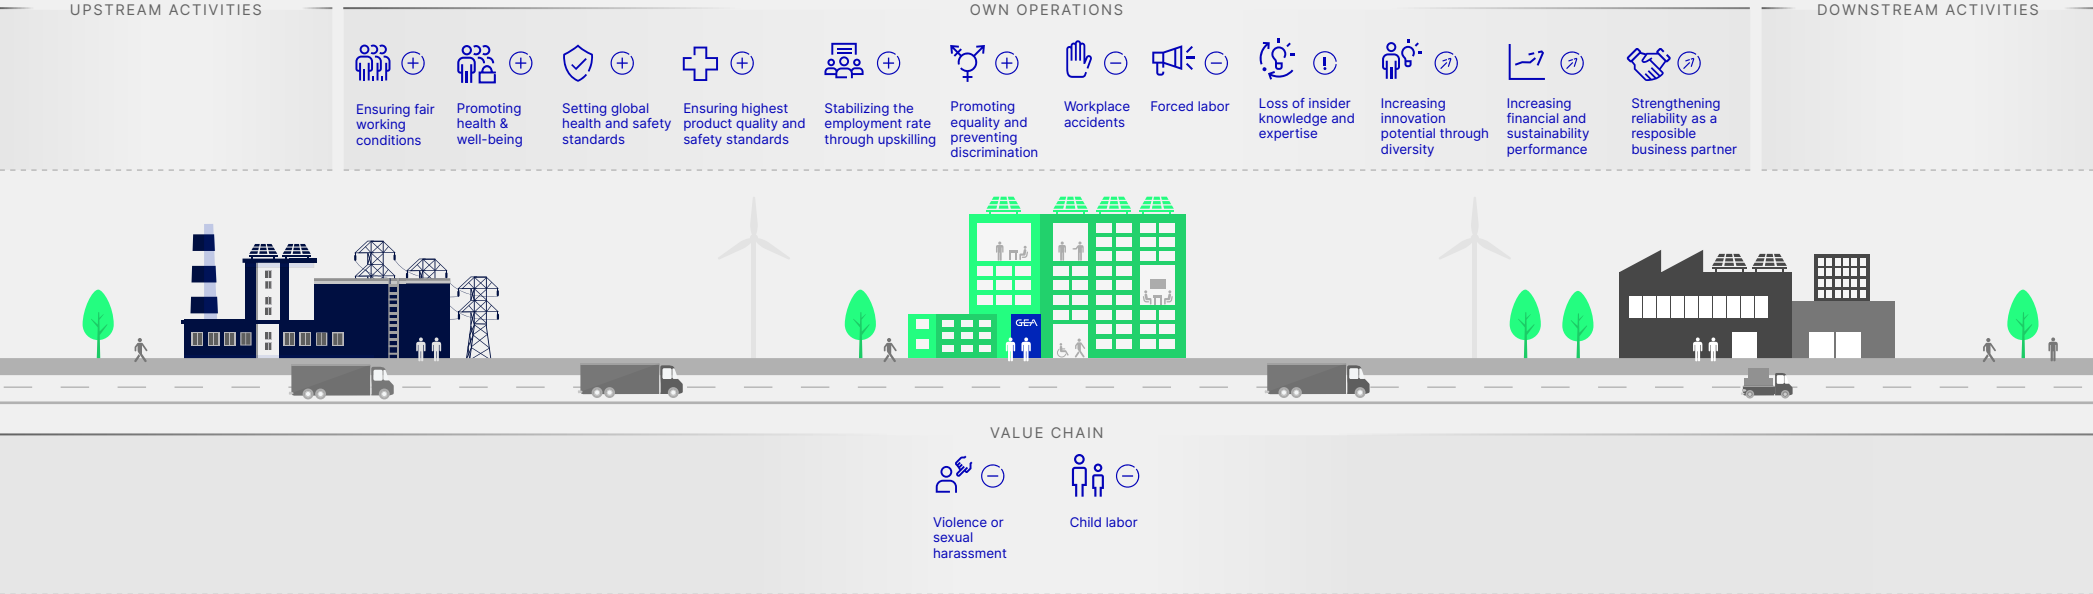 UPSTREAM ACTIVITIES
OWN OPERATIONS
DOWNSTREAM ACTIVITIES
Ensuring fair
working
conditions
Promoting
health &
well-being
Setting global
health and safety
standards
Ensuring highest
product quality and
safety standards
Stabilizing the
employment rate
through upskilling
Promoting
equality and
preventing
discrimination
Workplace
accidents
Forced labor
Loss of insider
knowledge and
expertise
Increasing
innovation
potential through
diversity
Increasing
financial and
sustainability
performance
Strengthening
reliability as a
resposible
business partner
GEA
VALUE CHAIN
Violence or
sexual
harassment
Child labor